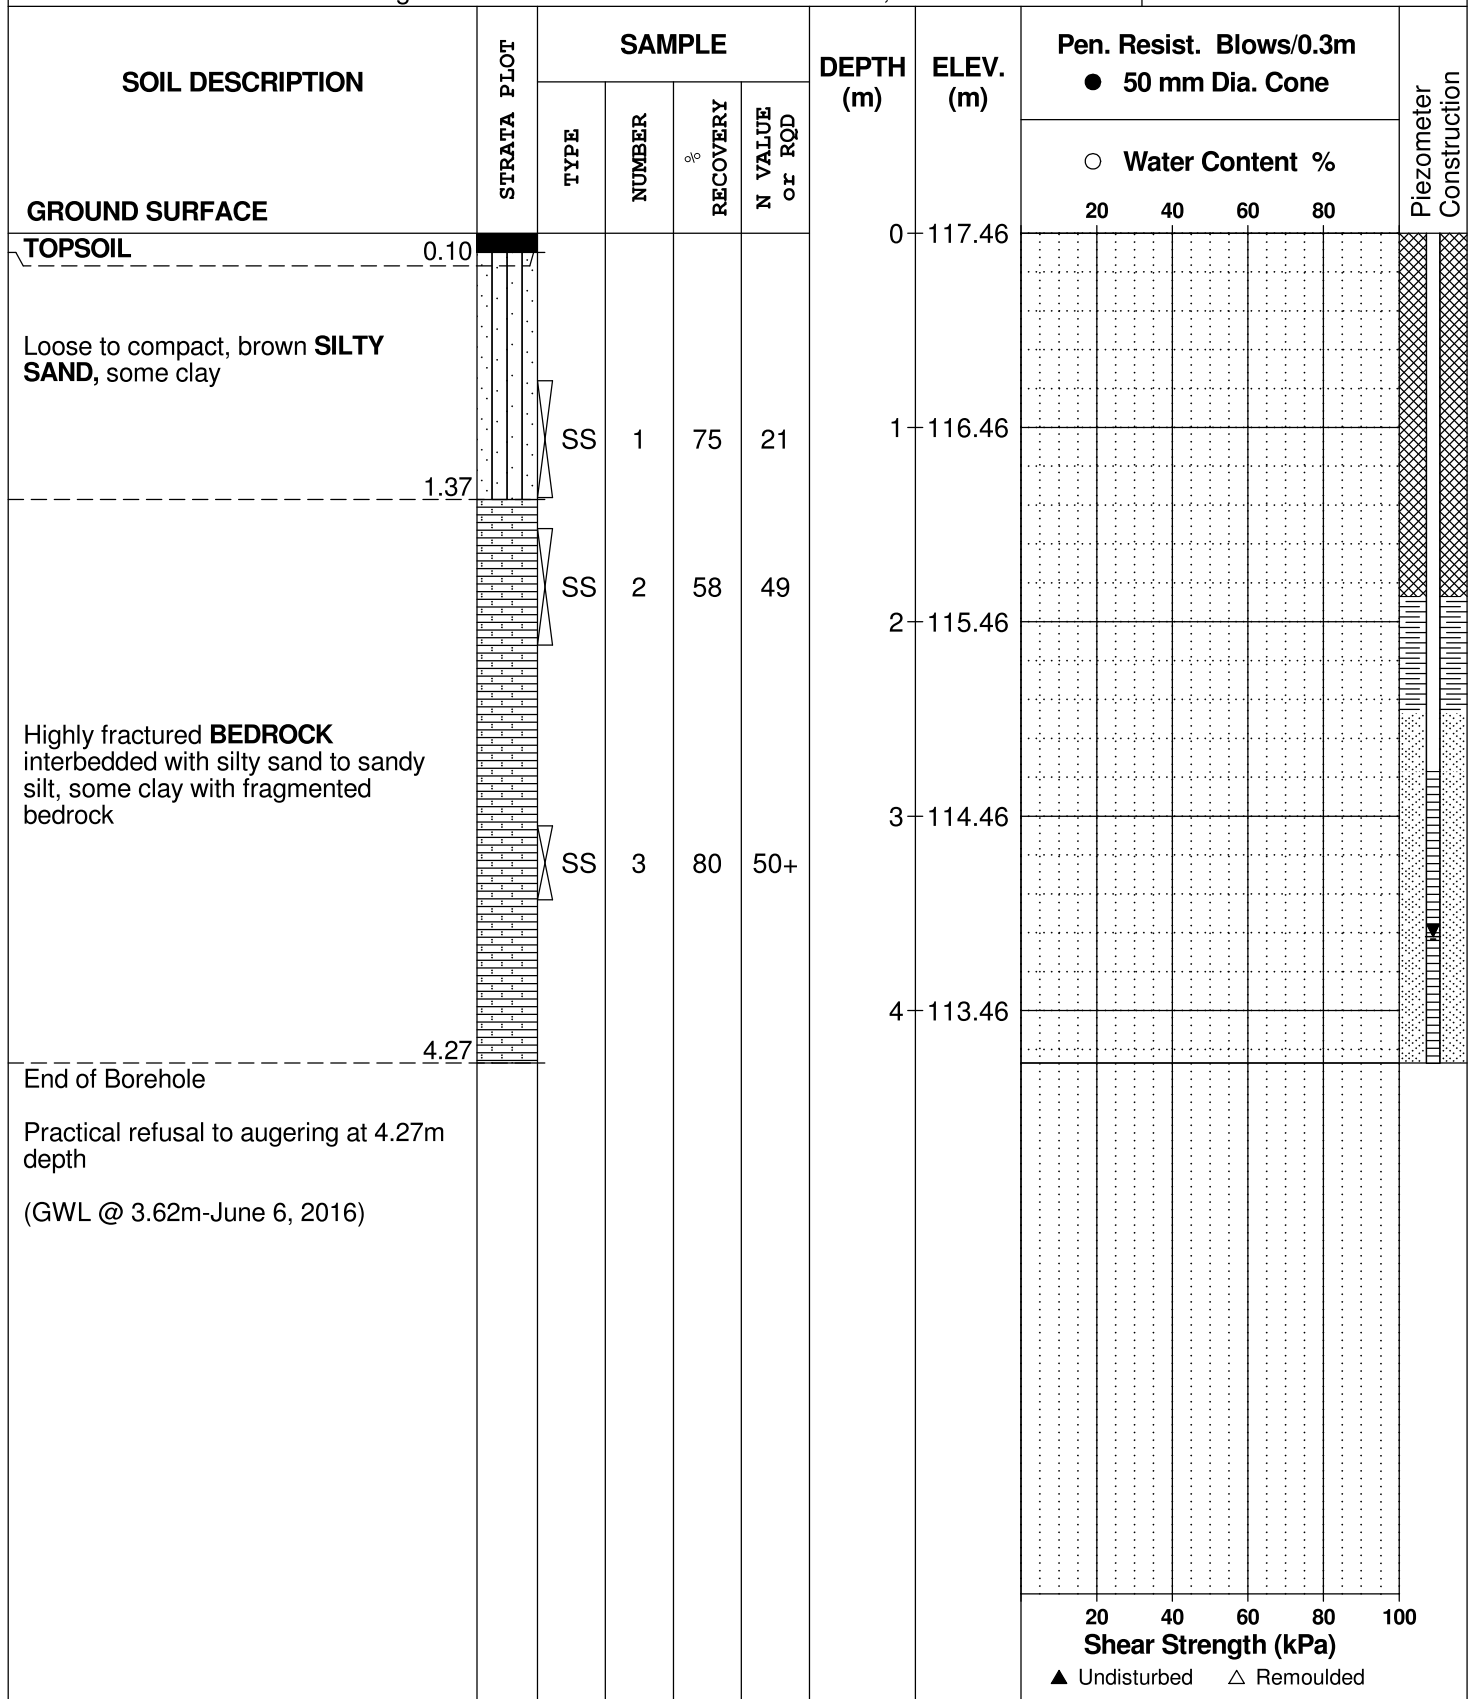 SOIL DESCRIPTION
GROUND SURFACE
STRATA PLOT
SAMPLE
TYPE
NUMBER
%
RECOVERY
N VALUE
or RQD
DEPTH
(m)
ELEV.
(m)
Pen. Resist. Blows/0.3m
● 50 mm Dia. Cone
○ Water Content %
20 40 60 80
Piezometer
Construction
TOPSOIL 0.10
0 117.46
Loose to compact, brown SILTY
SAND, some clay
SS 1 75 21
1 116.46
1.37
SS 2 58 49
2 115.46
Highly fractured BEDROCK
interbedded with silty sand to sandy
silt, some clay with fragmented
bedrock
3 114.46
SS 3 80 50+
4 113.46
4.27
End of Borehole
Practical refusal to augering at 4.27m
depth
(GWL @ 3.62m-June 6, 2016)
20 40 60 80 100
Shear Strength (kPa)
▲ Undisturbed △ Remoulded